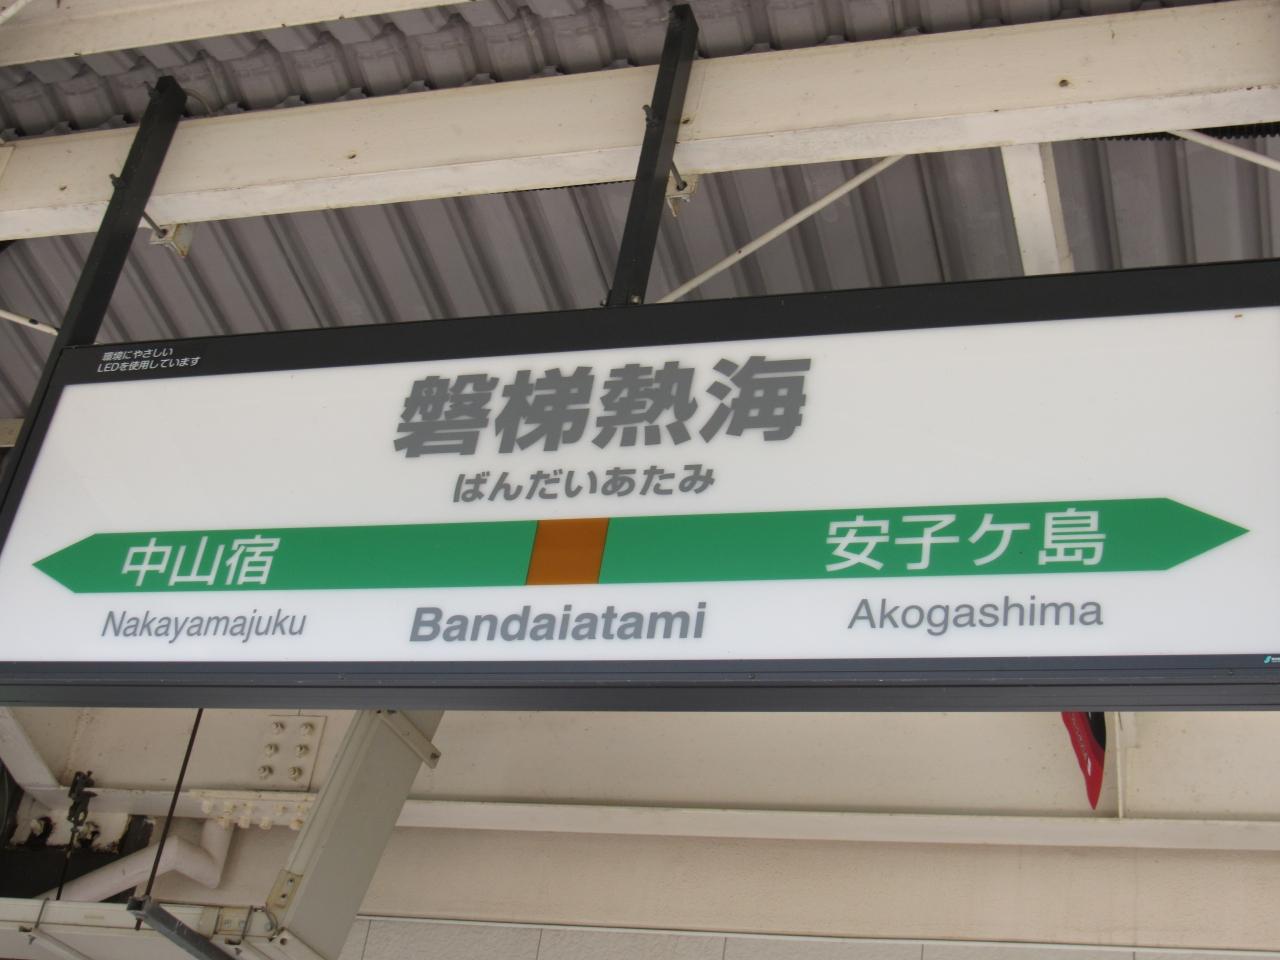 環境にやさしい
LEDを使用しています
磐梯熱海
ばんだいあたみ
中山宿
安子ケ島
Nakayamajuku
Bandaiatami
Akogashima